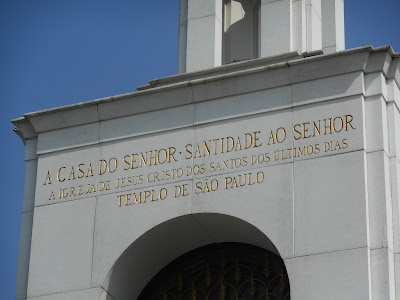 A CASA DO SENHOR · SANTIDADE AO SENHOR
A IGREJA DE JESUS CRISTO DOS SANTOS DOS ÚLTIMOS DIAS
TEMPLO DE SÃO PAULO